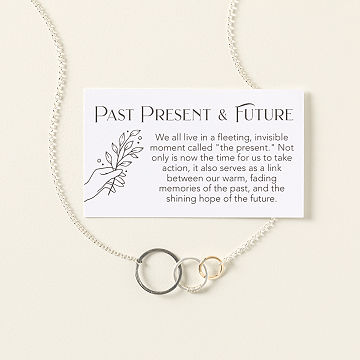 PAST PRESENT & FUTURE
We all live in a fleeting, invisible
moment called "the present." Not
only is now the time for us to take
action, it also serves as a link
between our warm, fading
memories of the past, and the
shining hope of the future.